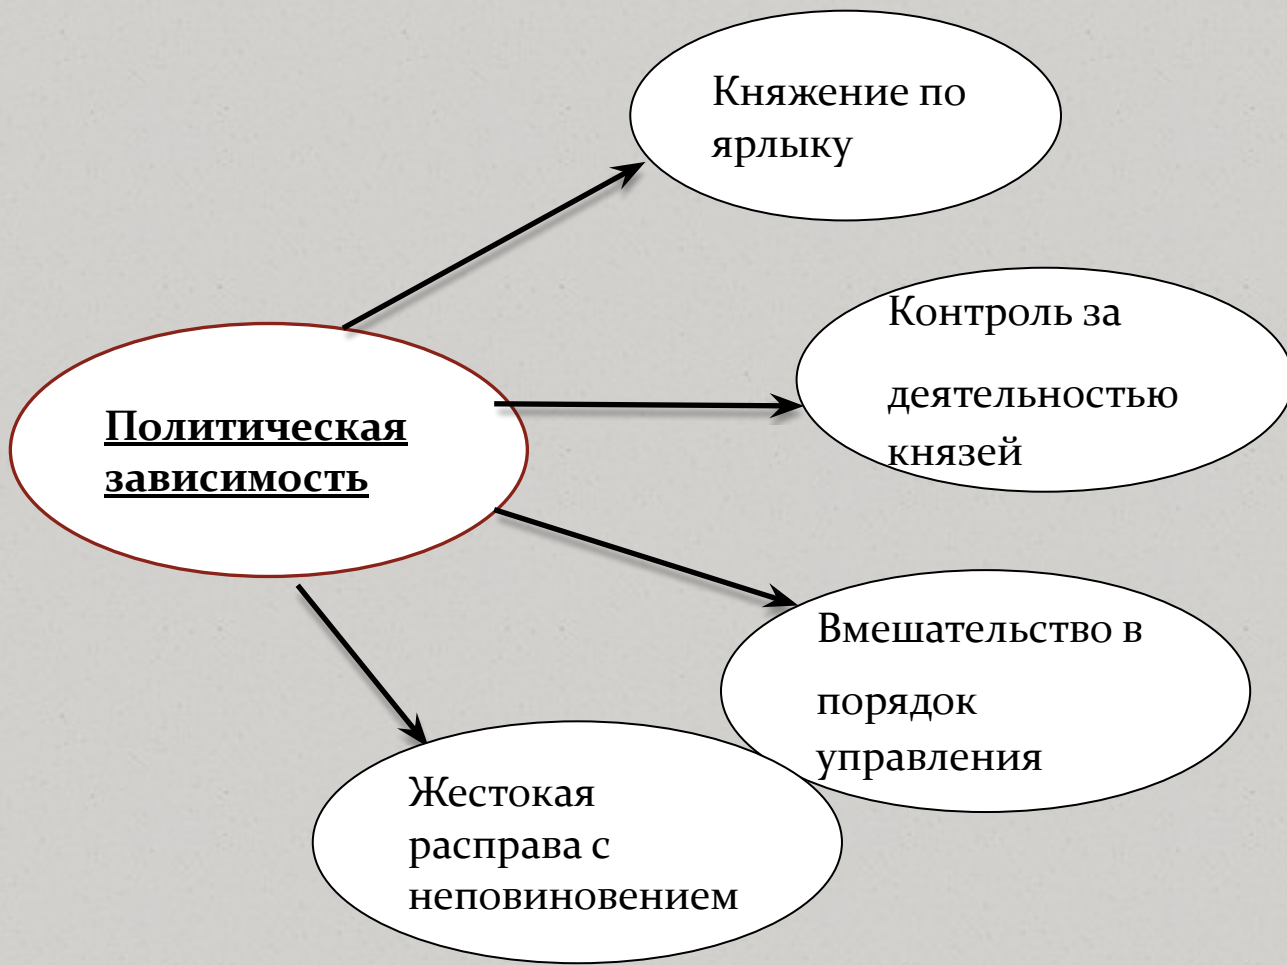 Княжение по
ярлыку
Контроль за
деятельностью
князей
Политическая
зависимость
Вмешательство в
порядок
управления
Жестокая
расправа с
неповиновением